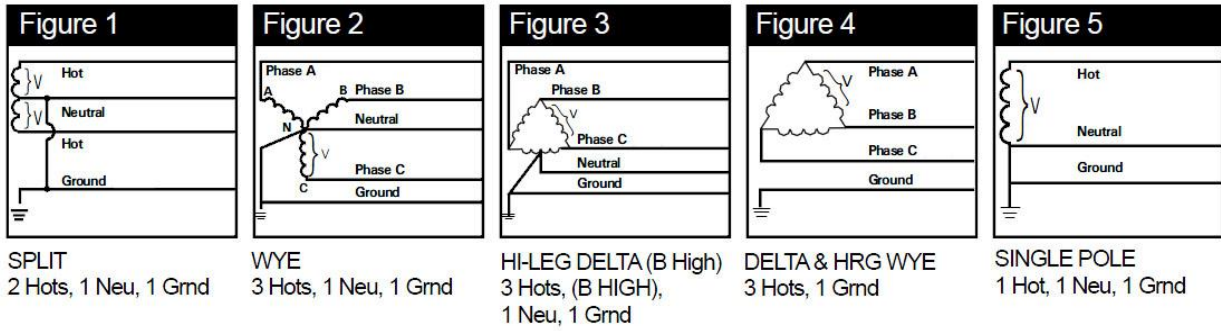 Figure 1
V
Hot
V
Neutral
Hot
Ground
SPLIT
2 Hots, 1 Neu, 1 Grnd
Figure 2
Phase A
A
B Phase B
N
Neutral
V
Phase C
C
Ground
WYE
3 Hots, 1 Neu, 1 Grnd
Figure 3
Phase A
Phase B
V
Phase C
Neutral
Ground
HI-LEG DELTA (B High)
3 Hots, (B HIGH),
1 Neu, 1 Grnd
Figure 4
V
Phase A
Phase B
Phase C
Ground
DELTA & HRG WYE
3 Hots, 1 Grnd
Figure 5
Hot
V
Neutral
Ground
SINGLE POLE
1 Hot, 1 Neu, 1 Grnd